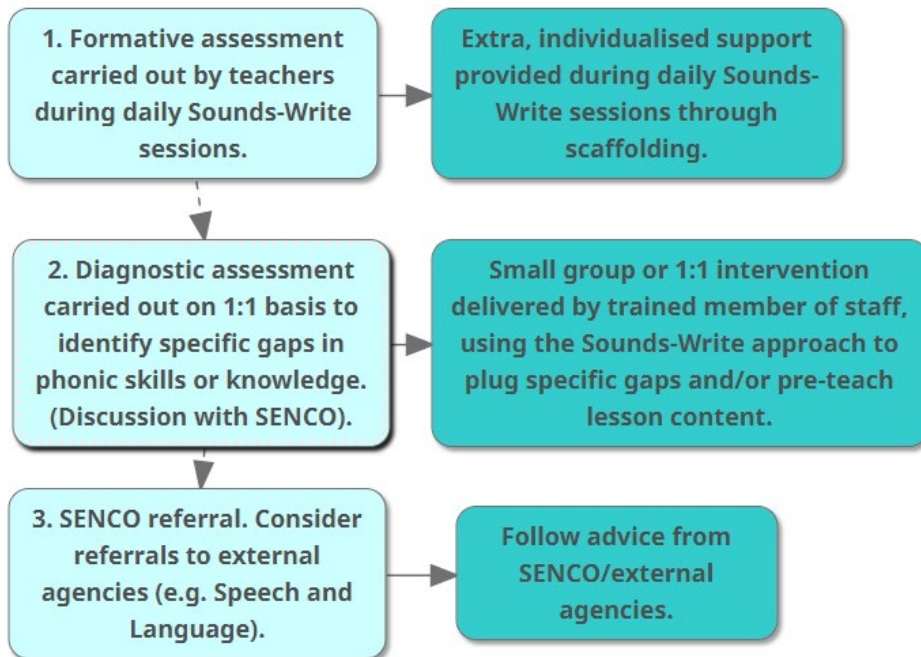 1. Formative assessment
carried out by teachers
during daily Sounds-Write
sessions.
Extra, individualised support
provided during daily Sounds-
Write sessions through
scaffolding.
2. Diagnostic assessment
carried out on 1:1 basis to
identify specific gaps in
phonic skills or knowledge.
(Discussion with SENCO).
Small group or 1:1 intervention
delivered by trained member of staff,
using the Sounds-Write approach to
plug specific gaps and/or pre-teach
lesson content.
3. SENCO referral. Consider
referrals to external
agencies (e.g. Speech and
Language).
Follow advice from
SENCO/external
agencies.